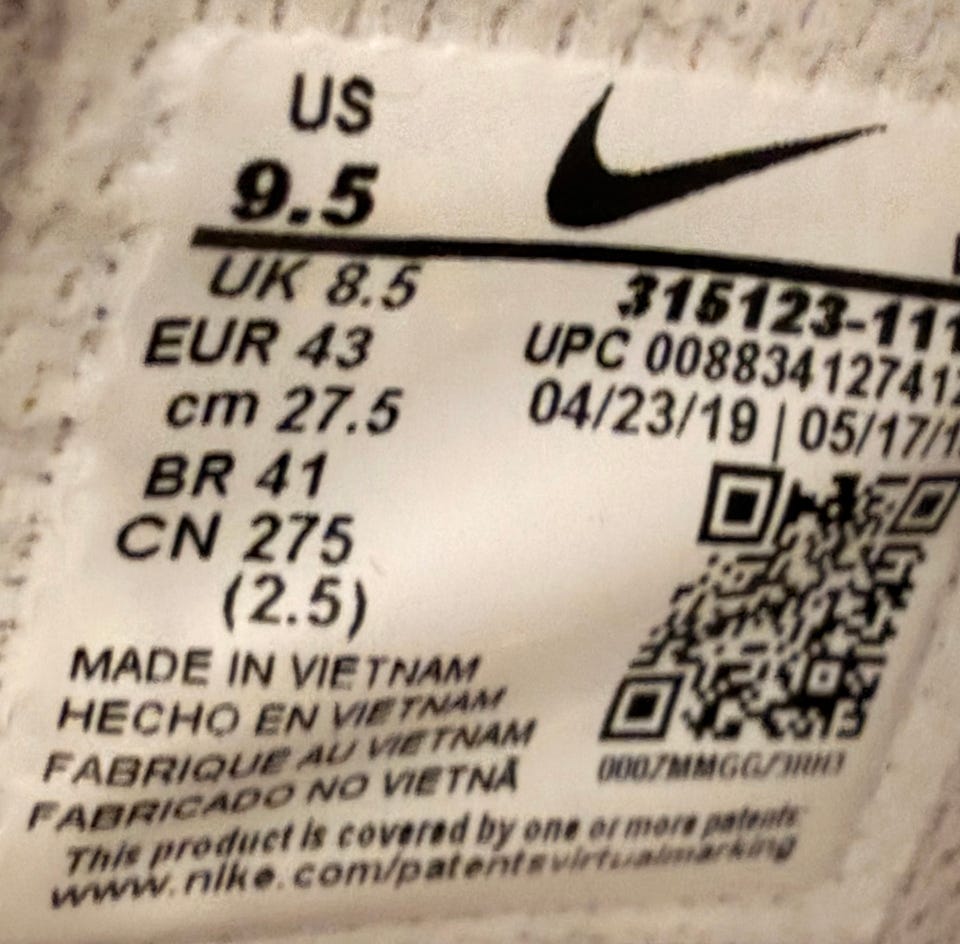 US
9.5
UK 8.5
EUR 43
cm 27.5
BR 41
CN 275
(2.5)
315123-111
UPC 008834127412
04/23/19 | 05/17/1
MADE IN VIETNAM
HECHO EN VIETNAM
FABRIQUE AU VIETNAM
FABRICADO NO VIETNÃ
This product is covered by one or more patents
www.nike.com/patentsvirtualmarking